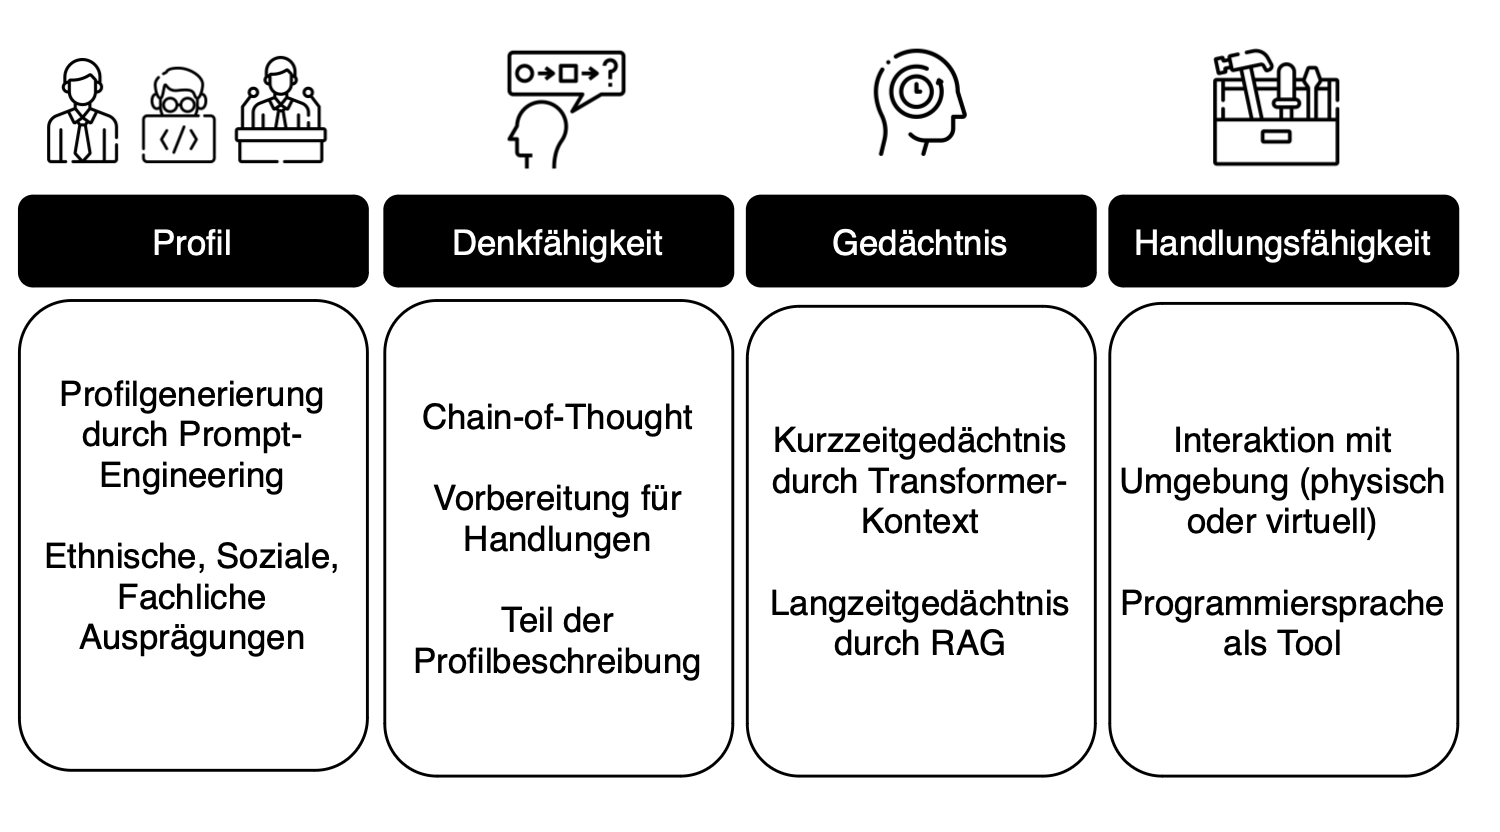 Profil
Denkfähigkeit
Gedächtnis
Handlungsfähigkeit
Profilgenerierung
durch Prompt-
Engineering
Ethnische, Soziale,
Fachliche
Ausprägungen
Chain-of-Thought
Vorbereitung für
Handlungen
Teil der
Profilbeschreibung
Kurzzeitgedächtnis
durch Transformer-
Kontext
Langzeitgedächtnis
durch RAG
Interaktion mit
Umgebung (physisch
oder virtuell)
Programmiersprache
als Tool